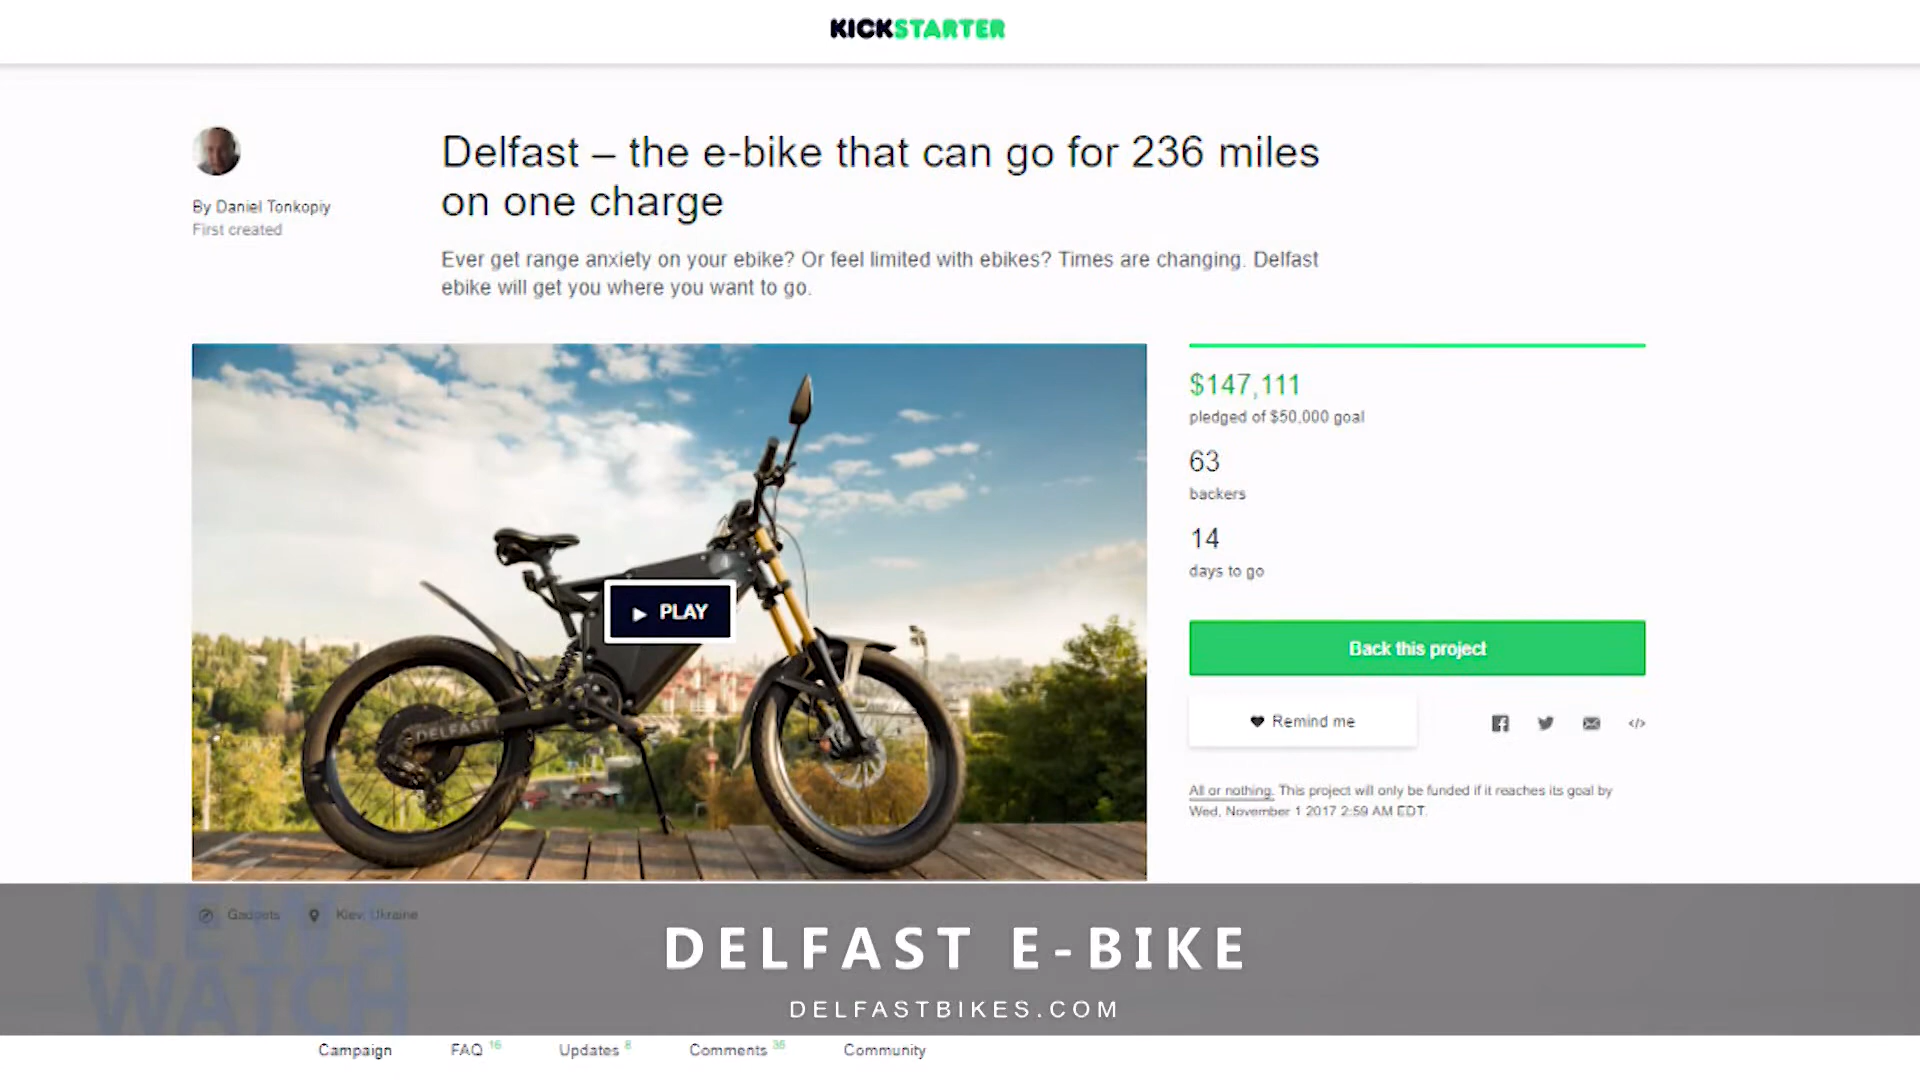 KICKSTARTER
Delfast – the e-bike that can go for 236 miles
on one charge
By Daniel Tonkopiy
First created
Ever get range anxiety on your ebike? Or feel limited with ebikes? Times are changing. Delfast
ebike will get you where you want to go.
DELFAST
PLAY
$147,111
pledged of $50,000 goal
63
backers
14
days to go
Back this project
Remind me
All or nothing. This project will only be funded if it reaches its goal by
Wed, November 1 2017 2:59 AM EDT.
Gadgets Kiev, Ukraine
NEWS
WATCH
DELFAST E-BIKE
DELFASTBIKES.COM
Campaign FAQ 16 Updates 8 Comments 36 Community